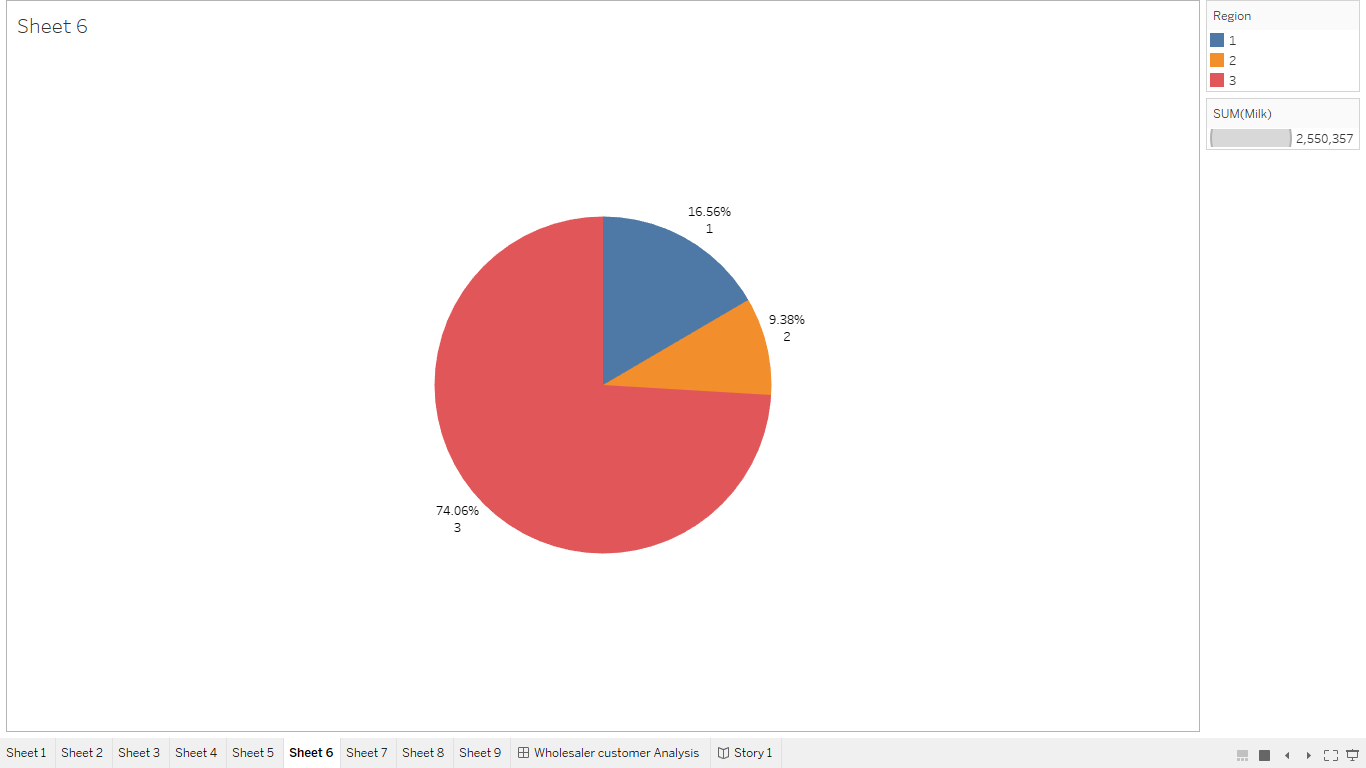 Sheet 6
Region
1
2
3
SUM(Milk)
2,550,357
16.56%
1
9.38%
2
74.06%
3
Sheet 1 Sheet 2 Sheet 3 Sheet 4 Sheet 5 Sheet 6 Sheet 7 Sheet 8 Sheet 9 Wholesaler customer Analysis Story 1